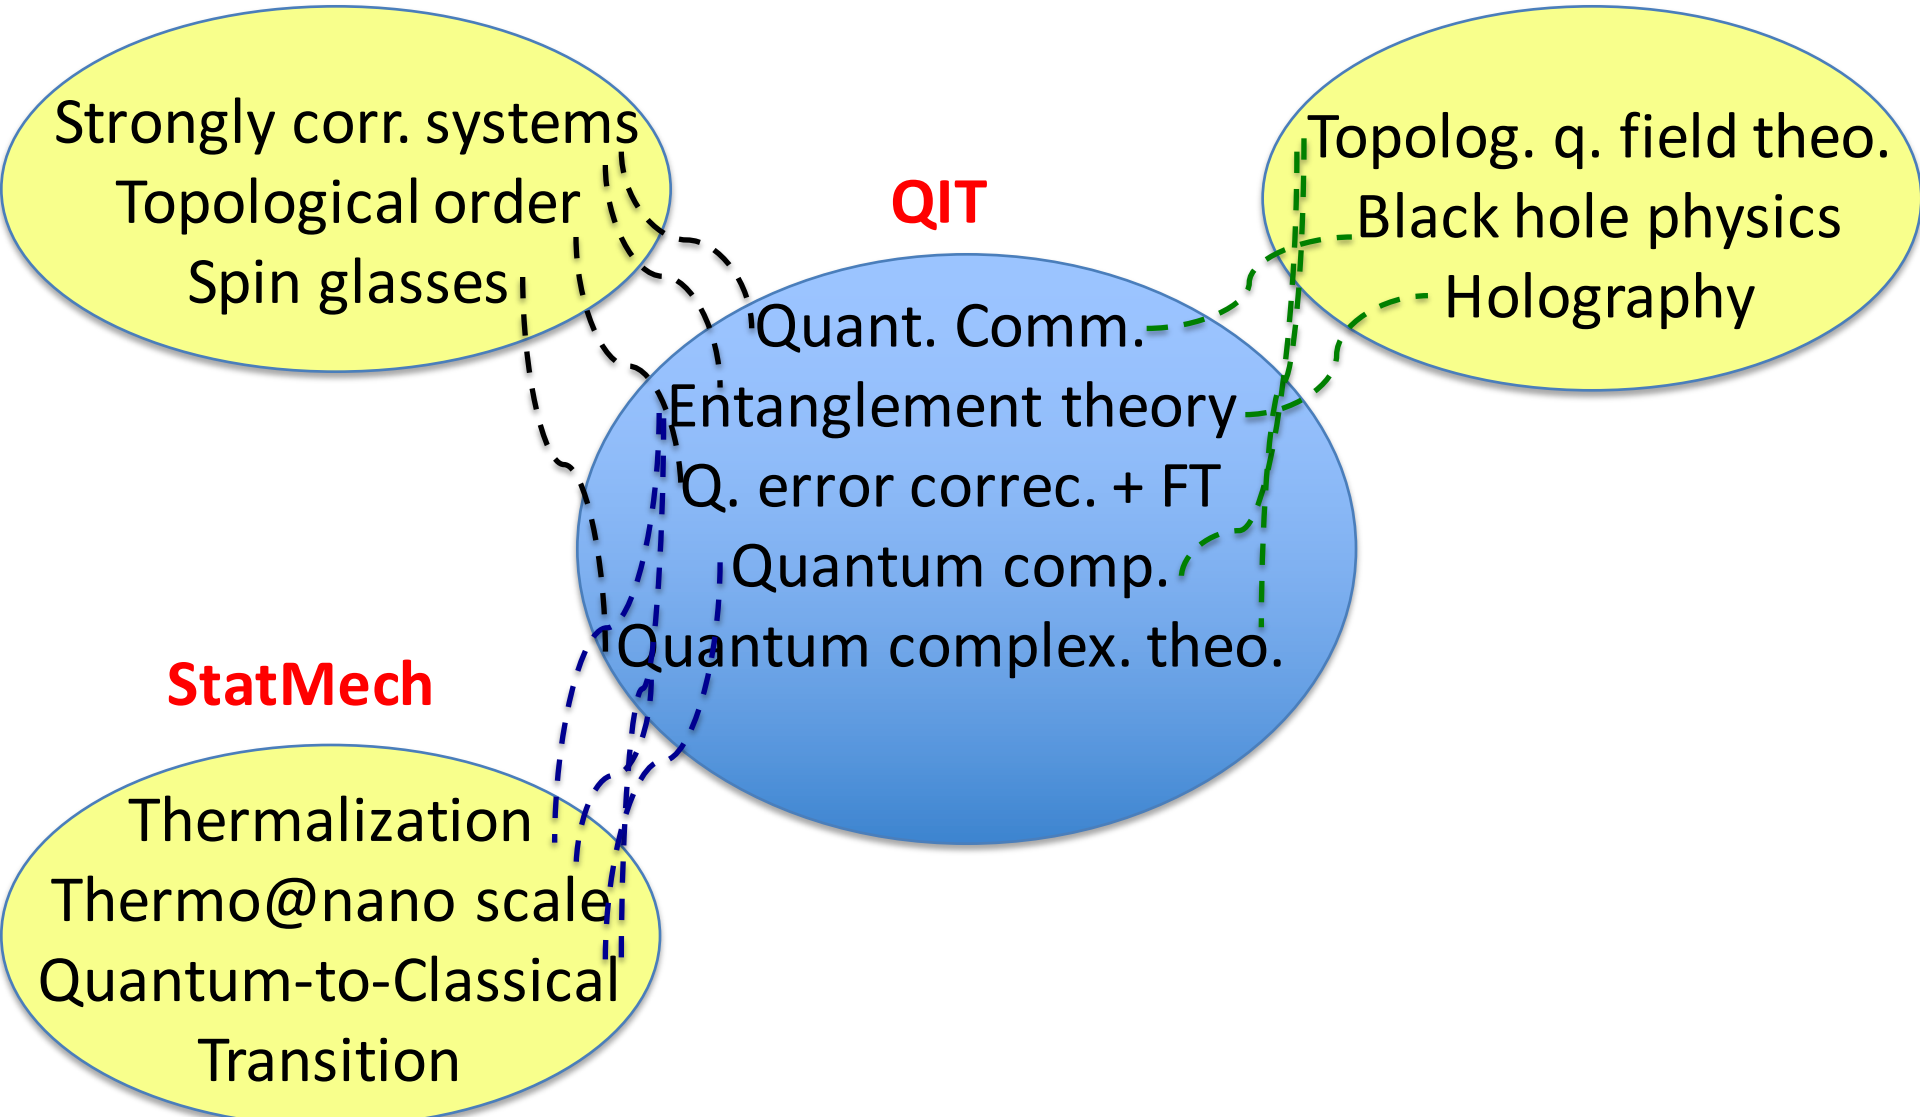 Strongly corr. systems
Topological order
Spin glasses
QIT
Quant. Comm.
Entanglement theory
Q. error correc. + FT
Quantum comp.
Quantum complex. theo.
Topolog. q. field theo.
Black hole physics
Holography
StatMech
Thermalization
Thermo@nano scale
Quantum-to-Classical
Transition